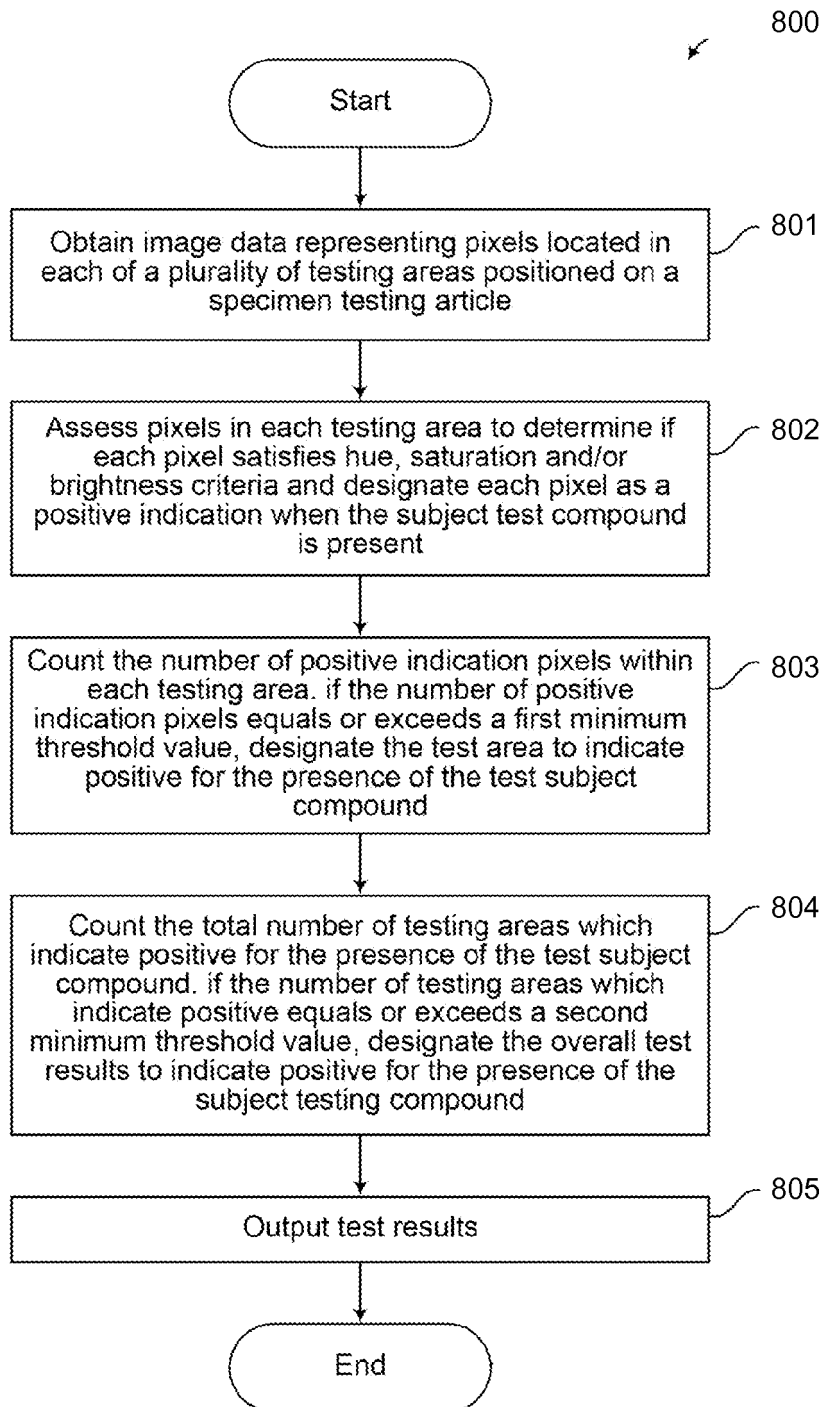 800
Start
Obtain image data representing pixels located in
each of a plurality of testing areas positioned on a
specimen testing article
801
Assess pixels in each testing area to determine if
each pixel satisfies hue, saturation and/or
brightness criteria and designate each pixel as a
positive indication when the subject test compound
is present
802
Count the number of positive indication pixels within
each testing area. if the number of positive
indication pixels equals or exceeds a first minimum
threshold value, designate the test area to indicate
positive for the presence of the test subject
compound
803
Count the total number of testing areas which
indicate positive for the presence of the test subject
compound. if the number of testing areas which
indicate positive equals or exceeds a second
minimum threshold value, designate the overall test
results to indicate positive for the presence of the
subject testing compound
804
Output test results
805
End